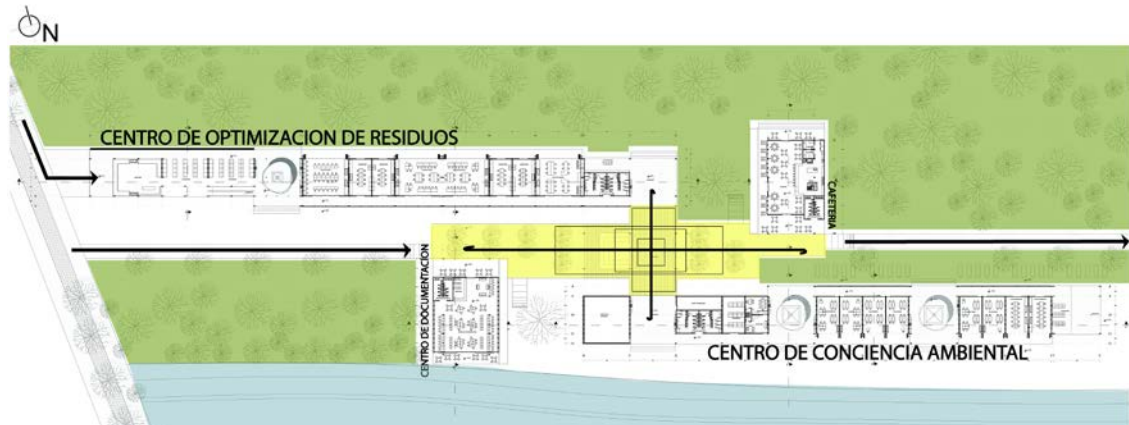 N
CENTRO DE OPTIMIZACION DE RESIDUOS
CAFETERIA
CENTRO DE DOCUMENTACION
CENTRO DE CONCIENCIA AMBIENTAL